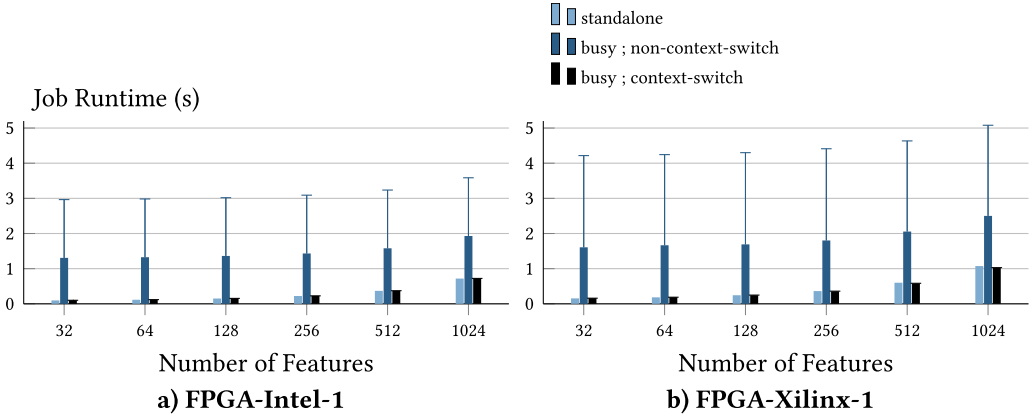 standalone
busy ; non-context-switch
busy ; context-switch
Job Runtime (s)
5
4
3
2
1
0
32 64 128 256 512 1024
Number of Features
a) FPGA-Intel-1
5
4
3
2
1
0
32 64 128 256 512 1024
Number of Features
b) FPGA-Xilinx-1